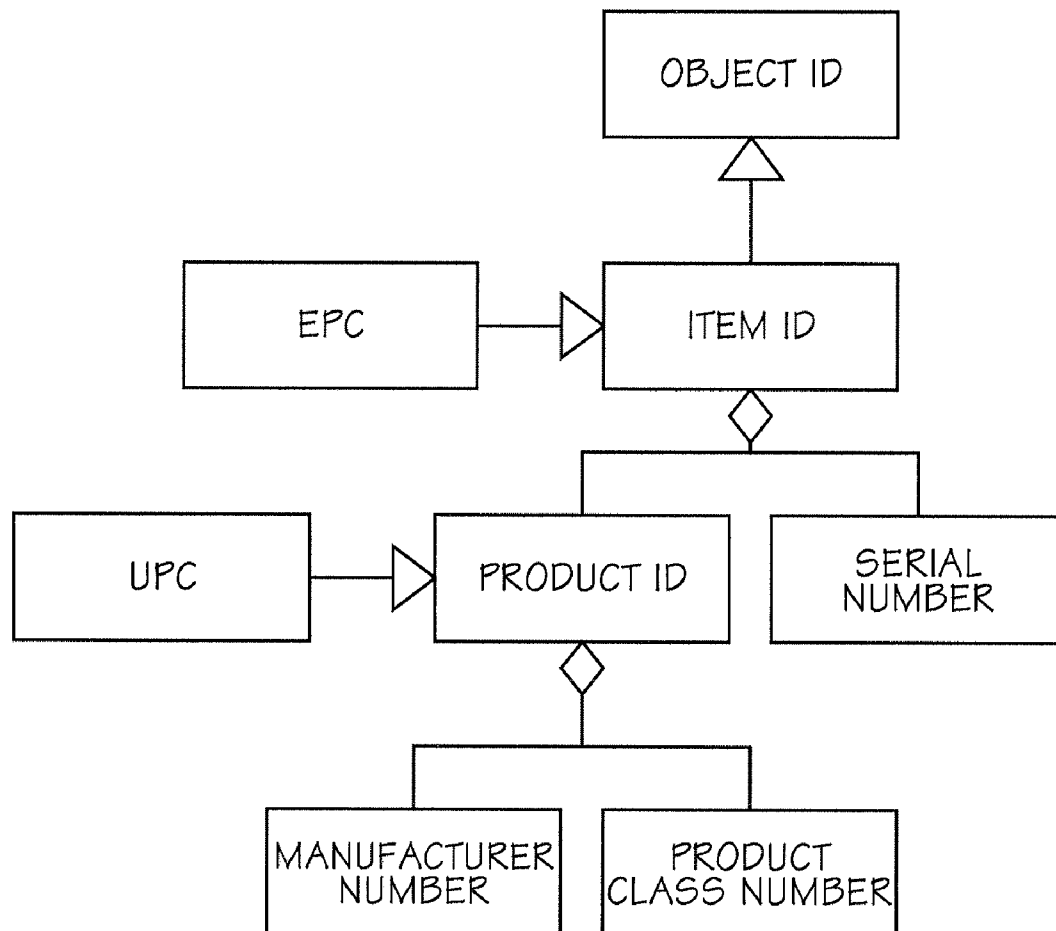 OBJECT ID
EPC
ITEM ID
UPC
PRODUCT ID
SERIAL
NUMBER
MANUFACTURER
NUMBER
PRODUCT
CLASS NUMBER